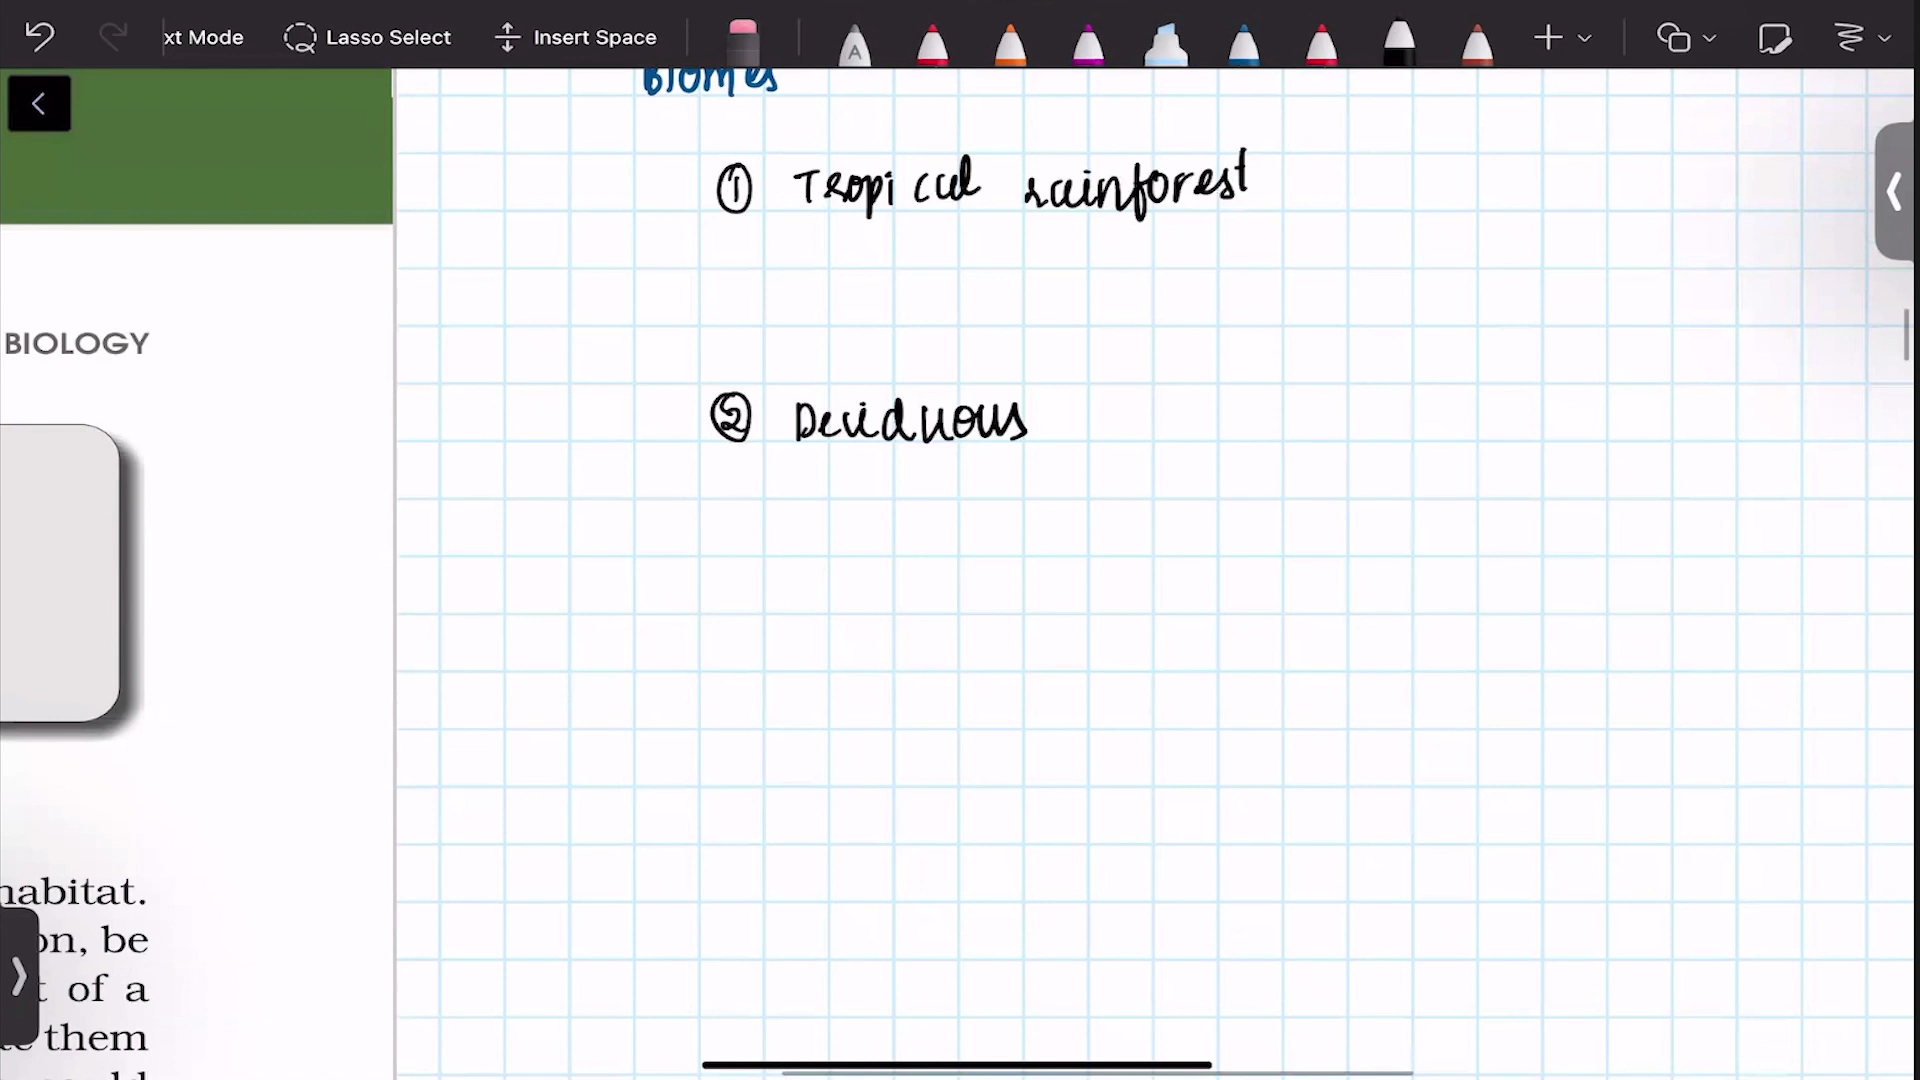 xt Mode Lasso Select Insert Space
A
Biomes
① Tropical rainforest
BIOLOGY
② Deciduous
habitat.
on, be
t of a
them